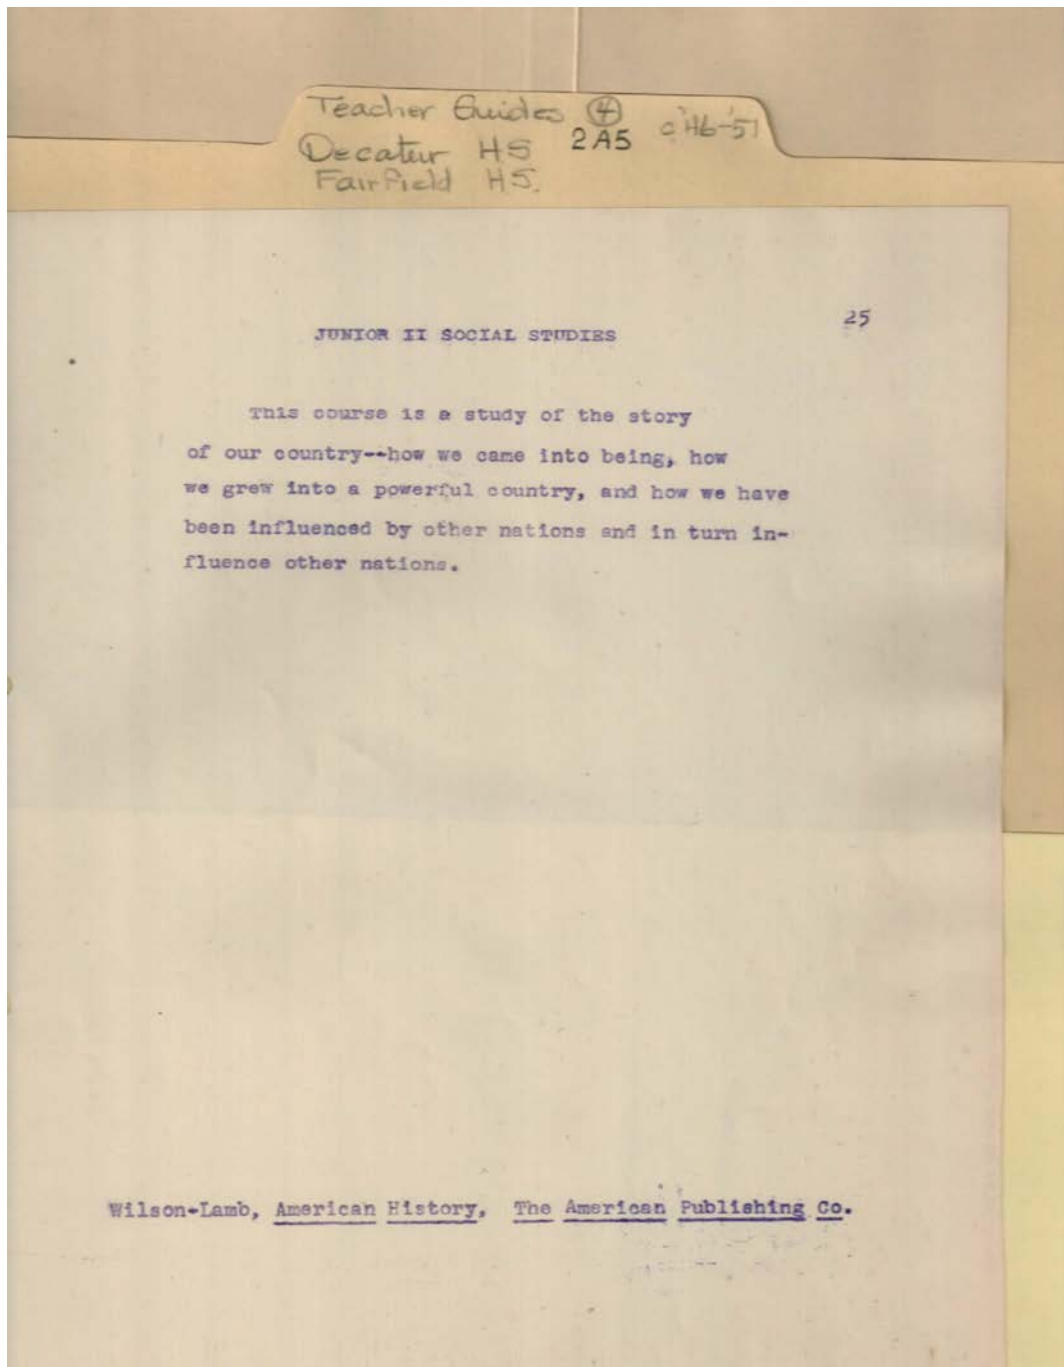 Teacher Guides ④
2A5 c'46-'51
Decatur HS
Fairfield HS.
25
JUNIOR II SOCIAL STUDIES
This course is a study of the story
of our country--how we came into being, how
we grew into a powerful country, and how we have
been influenced by other nations and in turn in-
fluence other nations.
Wilson-Lamb, American History, The American Publishing Co.